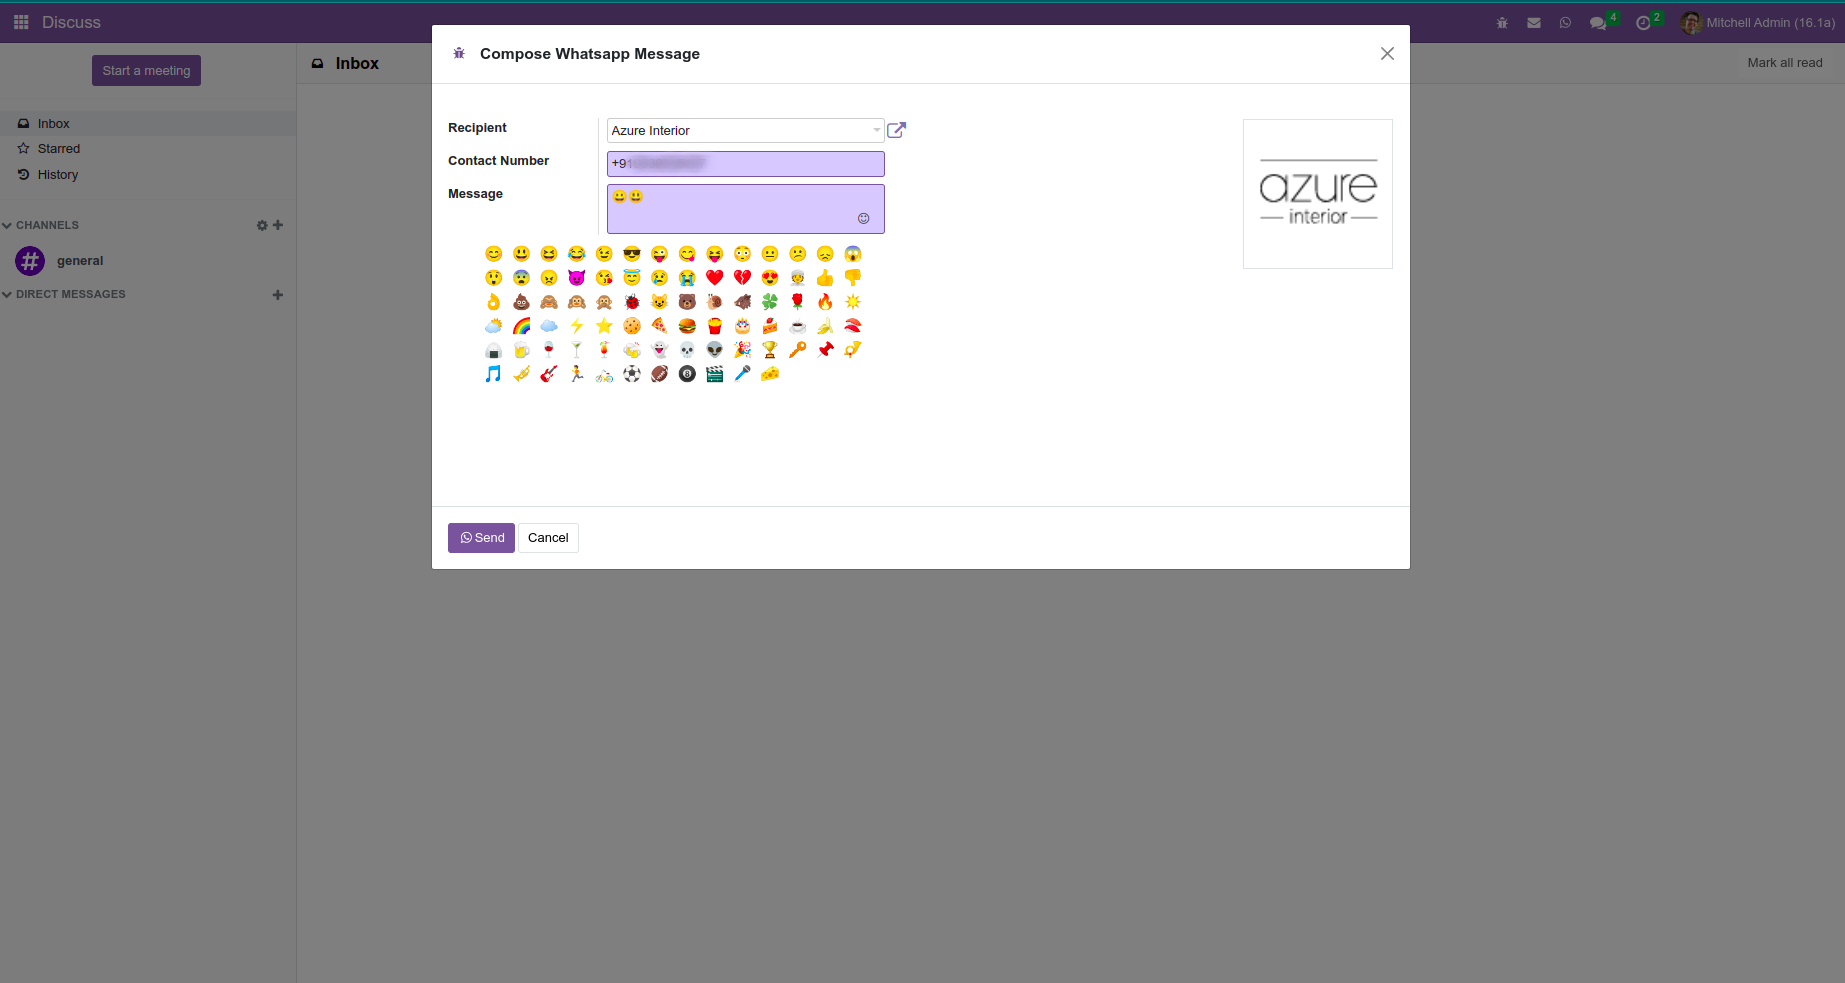 Discuss
4
2
Mitchell Admin (16.1a)
Start a meeting
Inbox
Mark all read
Inbox
Starred
History
CHANNELS
general
DIRECT MESSAGES
Compose Whatsapp Message
Recipient
Azure Interior
Contact Number
+91
Message
😀😃
azure
interior
Send
Cancel